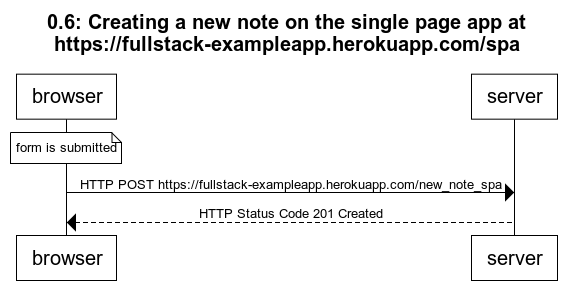 0.6: Creating a new note on the single page app at
https://fullstack-exampleapp.herokuapp.com/spa
browser
server
form is submitted
HTTP POST https://fullstack-exampleapp.herokuapp.com/new_note_spa
HTTP Status Code 201 Created
browser
server